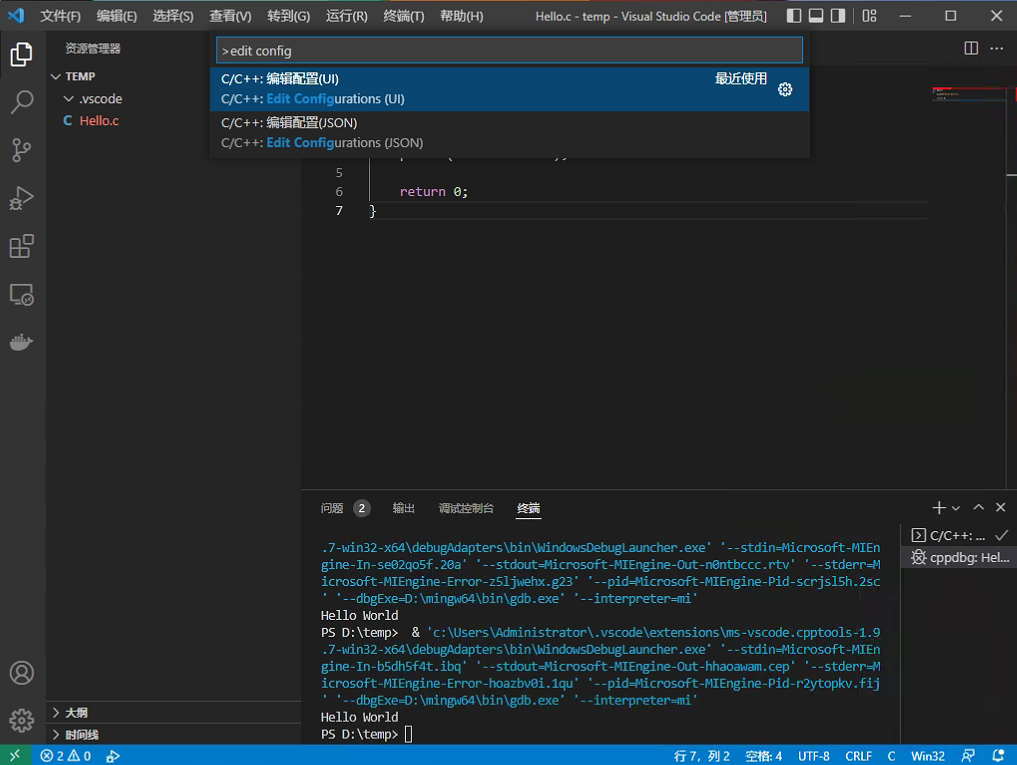 文件(F) 编辑(E) 选择(S) 查看(V) 转到(G) 运行(R) 终端(T) 帮助(H) Hello.c - temp - Visual Studio Code [管理员]
资源管理器
>edit config
TEMP
C/C++: 编辑配置(UI) 最近使用
.vscode
C/C++: Edit Configurations (UI)
C Hello.c
C/C++: 编辑配置(JSON)
C/C++: Edit Configurations (JSON)
5
6 return 0;
7 }
问题 2 输出 调试控制台 终端
C/C++: ...
cppdbg: Hel...
.7-win32-x64\debugAdapters\bin\WindowsDebugLauncher.exe' '--stdin=Microsoft-MIEn
gine-In-se02qo5f.20a' '--stdout=Microsoft-MIEngine-Out-n0ntbccc.rtv' '--stderr=M
icrosoft-MIEngine-Error-z5ljwehx.g23' '--pid=Microsoft-MIEngine-Pid-scrjsl5h.2sc
' '--dbgExe=D:\mingw64\bin\gdb.exe' '--interpreter=mi'
Hello World
PS D:\temp> & 'c:\Users\Administrator\.vscode\extensions\ms-vscode.cpptools-1.9
.7-win32-x64\debugAdapters\bin\WindowsDebugLauncher.exe' '--stdin=Microsoft-MIEn
gine-In-b5dh5f4t.ibq' '--stdout=Microsoft-MIEngine-Out-hhaoawam.cep' '--stderr=M
icrosoft-MIEngine-Error-hoazbv0i.1qu' '--pid=Microsoft-MIEngine-Pid-r2ytopkv.fij
' '--dbgExe=D:\mingw64\bin\gdb.exe' '--interpreter=mi'
Hello World
PS D:\temp>
大纲
时间线
2 0 行 7, 列 2 空格: 4 UTF-8 CRLF C Win32